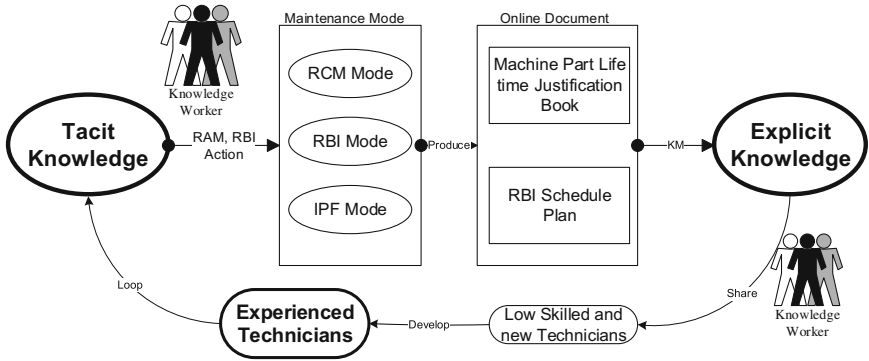 Maintenance Mode
Online Document
Knowledge
Worker
Tacit
Knowledge
RAM, RBI
Action
RCM Mode
RBI Mode
IPF Mode
Produce
Machine Part Life
time Justification
Book
RBI Schedule
Plan
KM
Explicit
Knowledge
Knowledge
Worker
Share
Low Skilled and
new Technicians
Develop
Experienced
Technicians
Loop